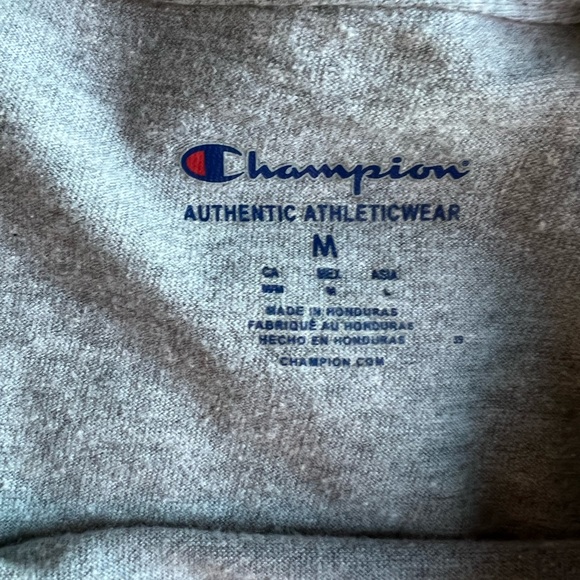 Champion®
AUTHENTIC ATHLETICWEAR
M
CA MEX ASIA
M/M M L
MADE IN HONDURAS
FABRIQUÉ AU HONDURAS
HECHO EN HONDURAS
CHAMPION.COM